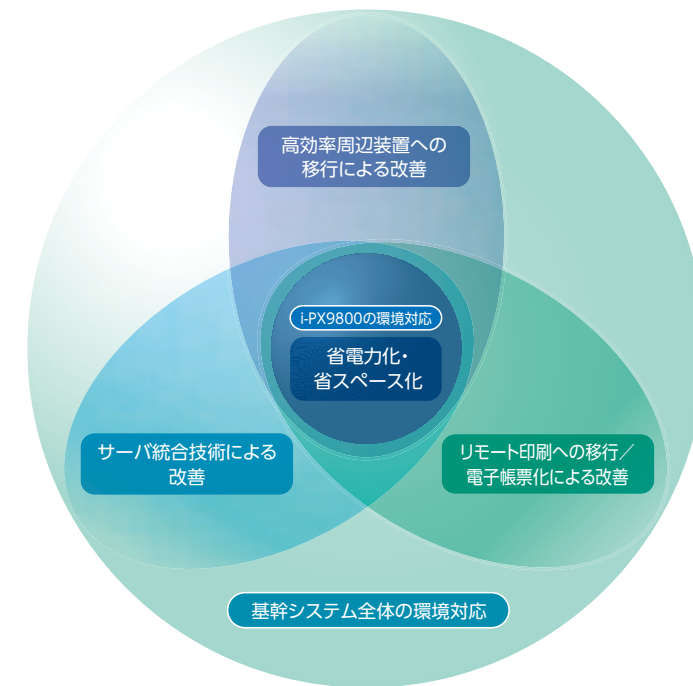 高効率周辺装置への
移行による改善
i-PX9800の環境対応
省電力化・
省スペース化
サーバ統合技術による
改善
リモート印刷への移行／
電子帳票化による改善
基幹システム全体の環境対応